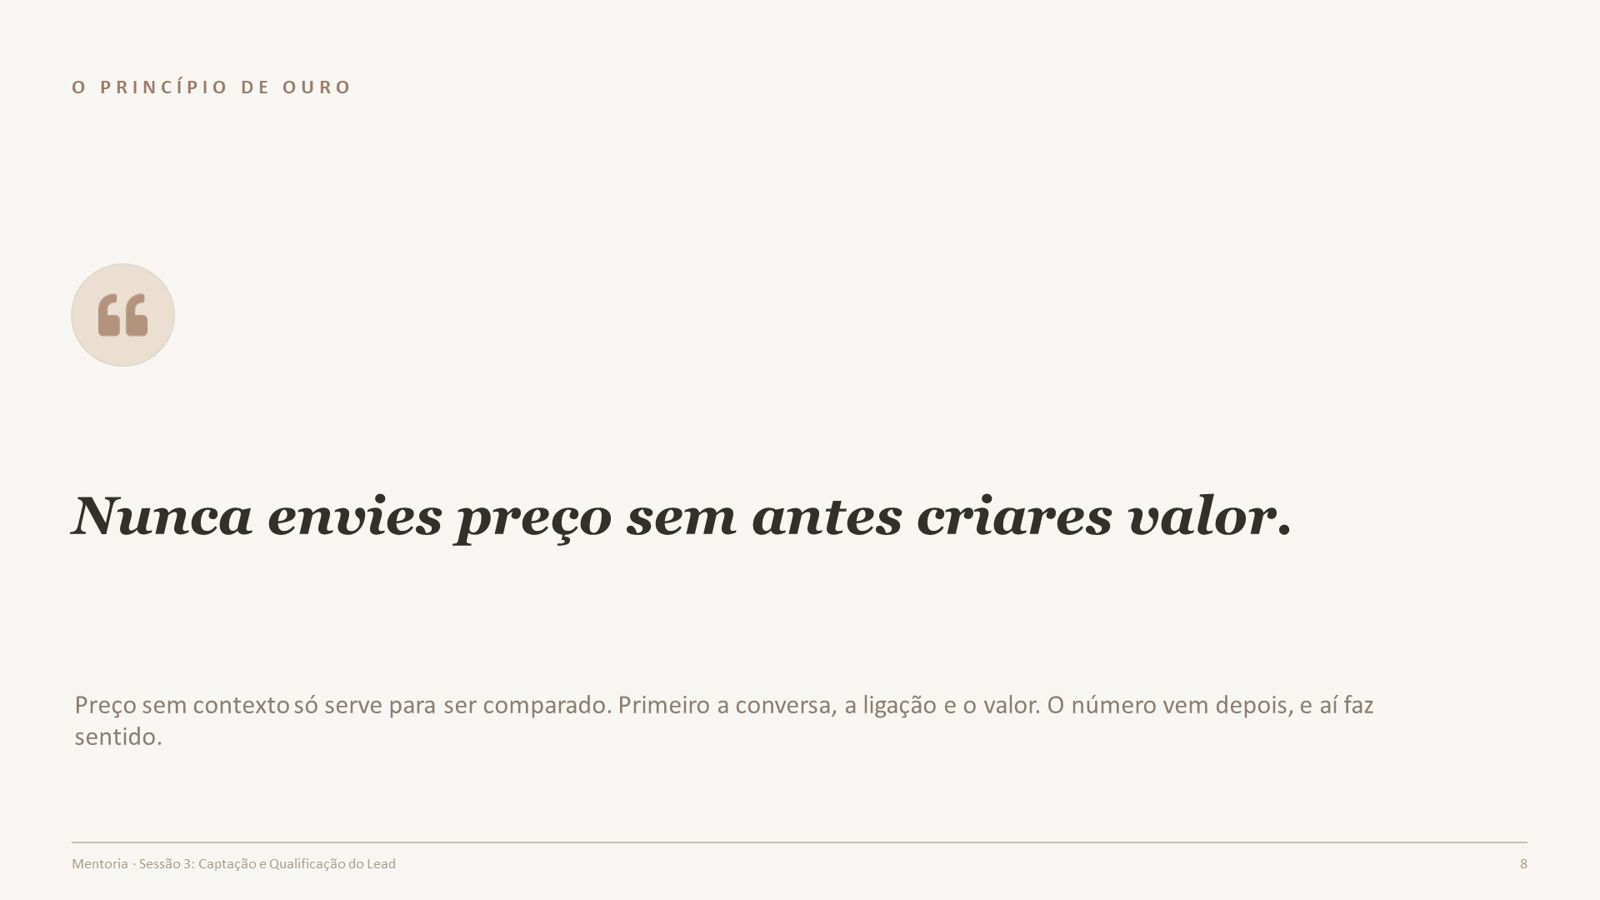 O PRINCÍPIO DE OURO
Nunca envies preço sem antes criares valor.
Preço sem contexto só serve para ser comparado. Primeiro a conversa, a ligação e o valor. O número vem depois, e aí faz
sentido.
Mentoria · Sessão 3: Captação e Qualificação do Lead
8